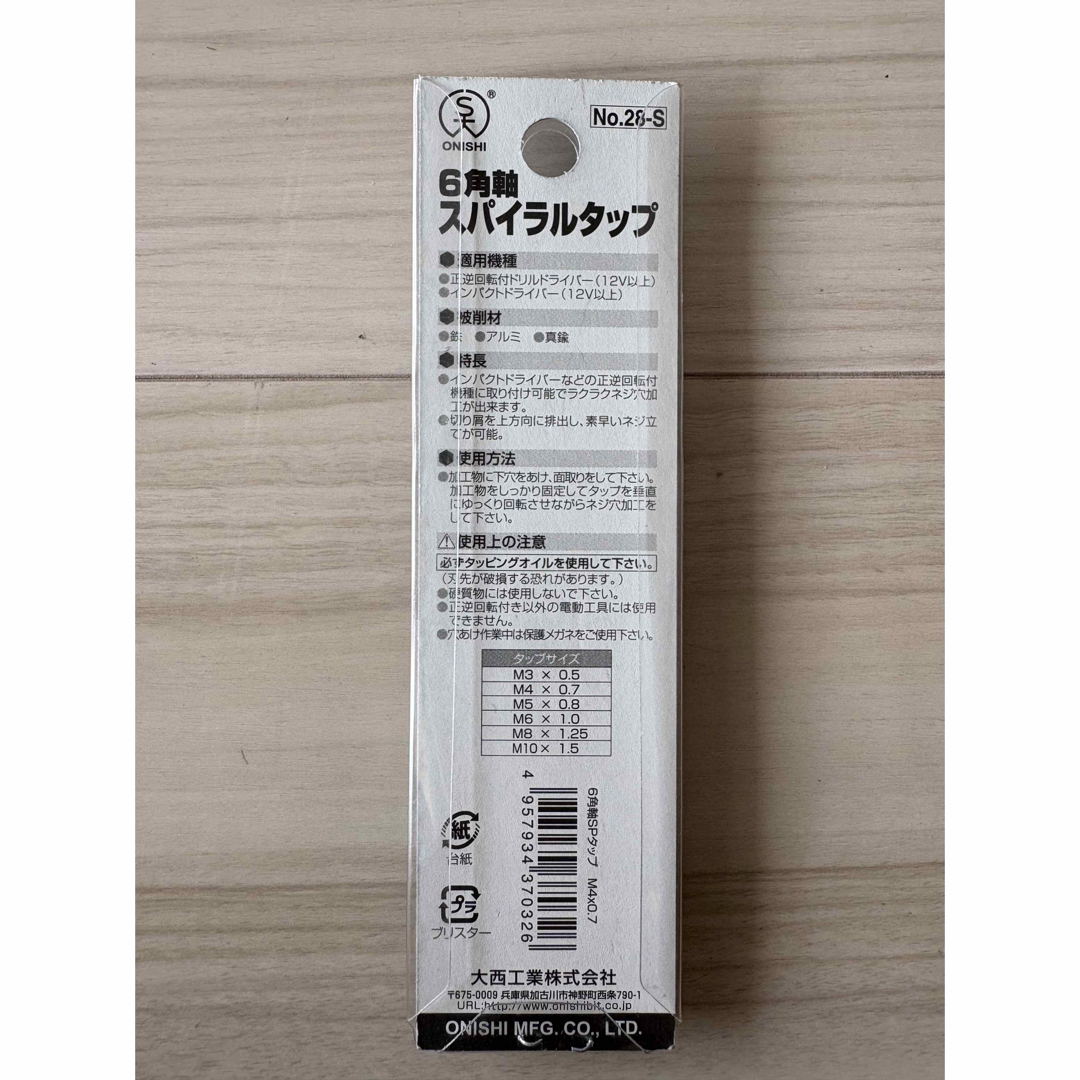 ®
ONISHI
No.28-S
6角軸
スパイラルタップ
適用機種
●正逆回転付ドリルドライバー(12V以上)
●インパクトドライバー(12V以上)
被削材
●鉄 ●アルミ ●真鍮
特長
●インパクトドライバーなどの正逆回転付
機種に取り付け可能でラクラクネジ穴加
工が出来ます。
●切り屑を上方向に排出し、素早いネジ立
てが可能。
使用方法
●加工物に下穴をあけ、面取りをして下さい。
加工物をしっかり固定してタップを垂直
にゆっくり回転させながらネジ穴加工を
して下さい。
使用上の注意
必ずタッピングオイルを使用して下さい。
(刃先が破損する恐れがあります。)
●硬質物には使用しないで下さい。
●正逆回転付き以外の電動工具には使用
できません。
●穴あけ作業中は保護メガネをご使用下さい。
タップサイズ
M3 × 0.5
M4 × 0.7
M5 × 0.8
M6 × 1.0
M8 × 1.25
M10× 1.5
6角軸SPタップ M4x0.7
4 957934 370326
紙
台紙
プラ
ブリスター
大西工業株式会社
〒675-0009 兵庫県加古川市神野町西条790-1
URL:http://www.onishibit.co.jp
ONISHI MFG. CO., LTD.